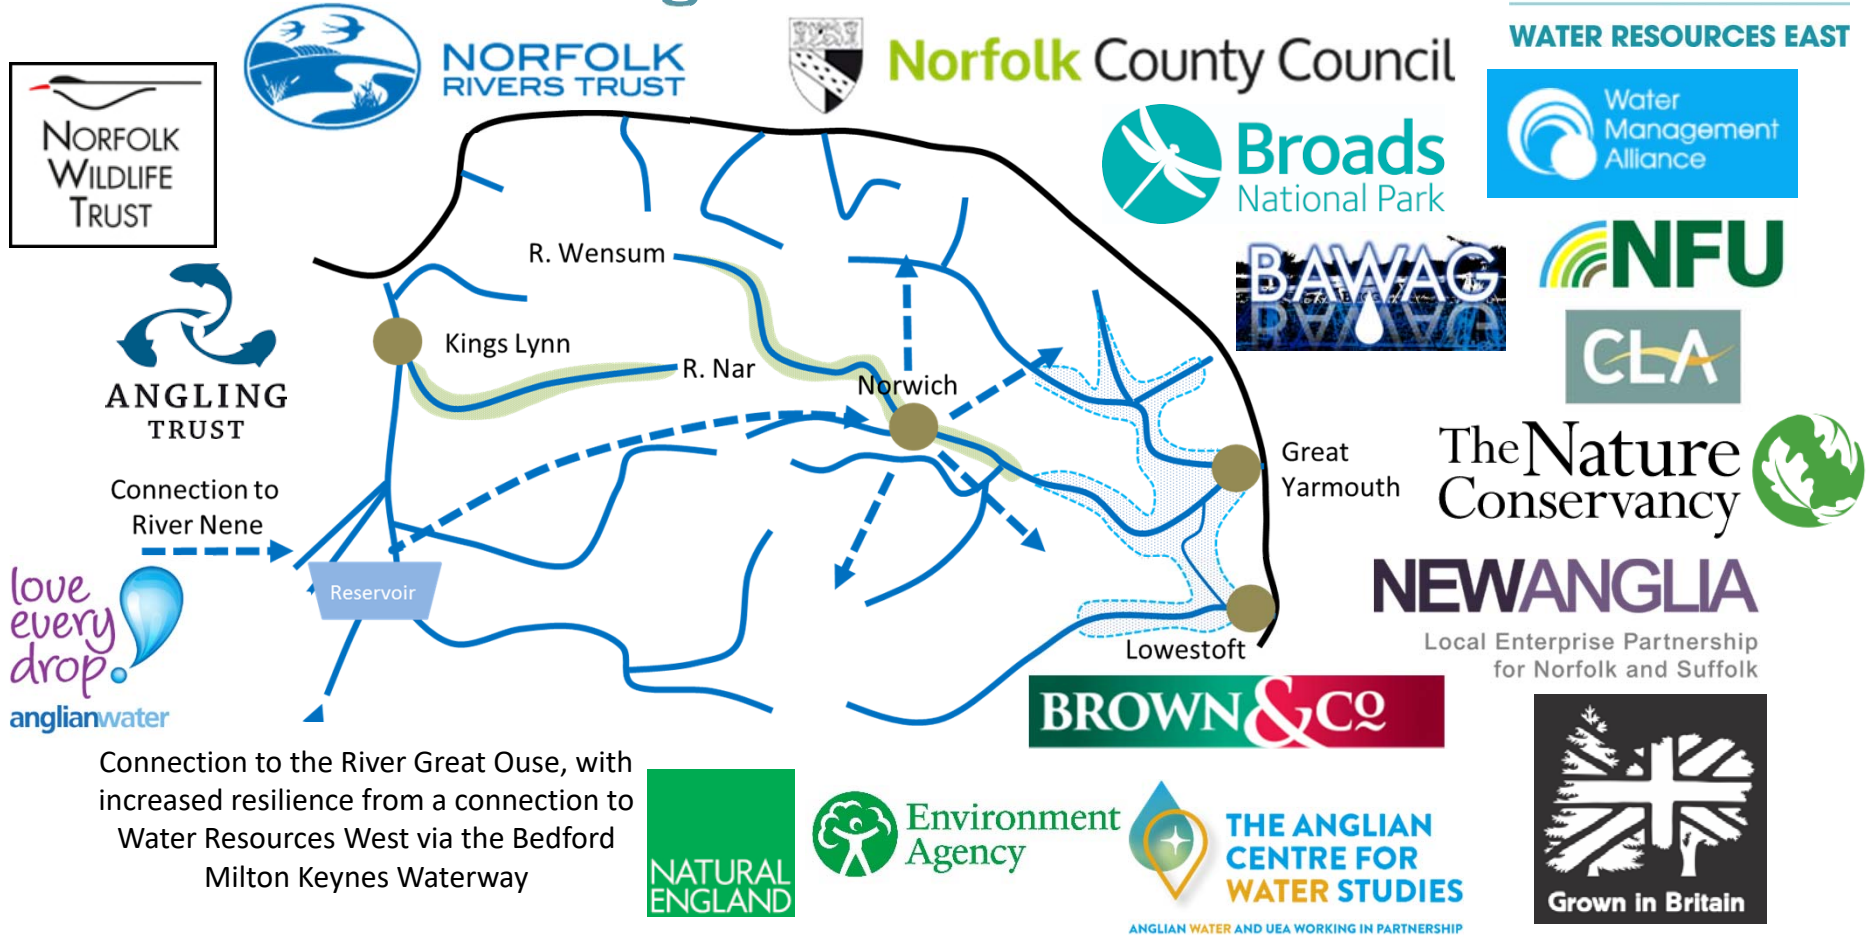 WATER RESOURCES EAST
NORFOLK
RIVERS TRUST
Norfolk County Council
NORFOLK
WILDLIFE
TRUST
Broads
National Park
Water
Management
Alliance
BAWAG
NFU
CLA
R. Wensum
Kings Lynn
R. Nar
Norwich
ANGLING
TRUST
Great
Yarmouth
The Nature
Conservancy
Connection to
River Nene
Reservoir
love
every
drop
anglianwater
NEWANGLIA
Local Enterprise Partnership
for Norfolk and Suffolk
Lowestoft
BROWN&CO
Connection to the River Great Ouse, with
increased resilience from a connection to
Water Resources West via the Bedford
Milton Keynes Waterway
NATURAL
ENGLAND
Environment
Agency
THE ANGLIAN
CENTRE FOR
WATER STUDIES
ANGLIAN WATER AND UEA WORKING IN PARTNERSHIP
Grown in Britain